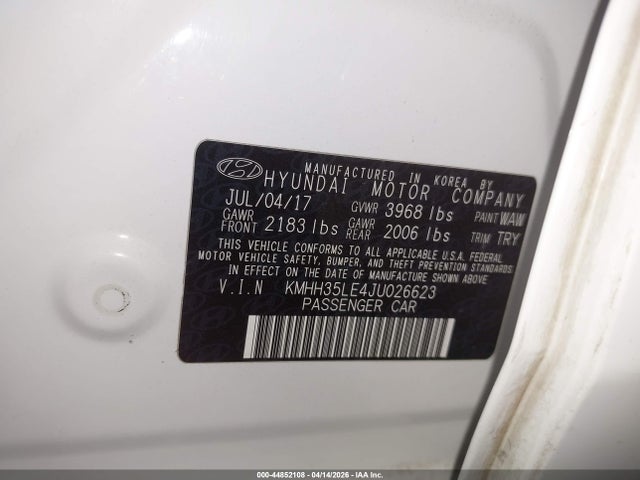 MANUFACTURED IN KOREA BY
HYUNDAI MOTOR COMPANY
JUL/04/17 GVWR 3968 lbs PAINT WAW
GAWR FRONT 2183 lbs GAWR REAR 2006 lbs TRIM TRY
THIS VEHICLE CONFORMS TO ALL APPLICABLE U.S.A. FEDERAL
MOTOR VEHICLE SAFETY, BUMPER, AND THEFT PREVENTION STANDARDS
IN EFFECT ON THE DATE OF MANUFACTURE SHOWN ABOVE
V.I.N KMHH35LE4JU026623
PASSENGER CAR
000-44852108 - 04/14/2026 - IAA Inc.